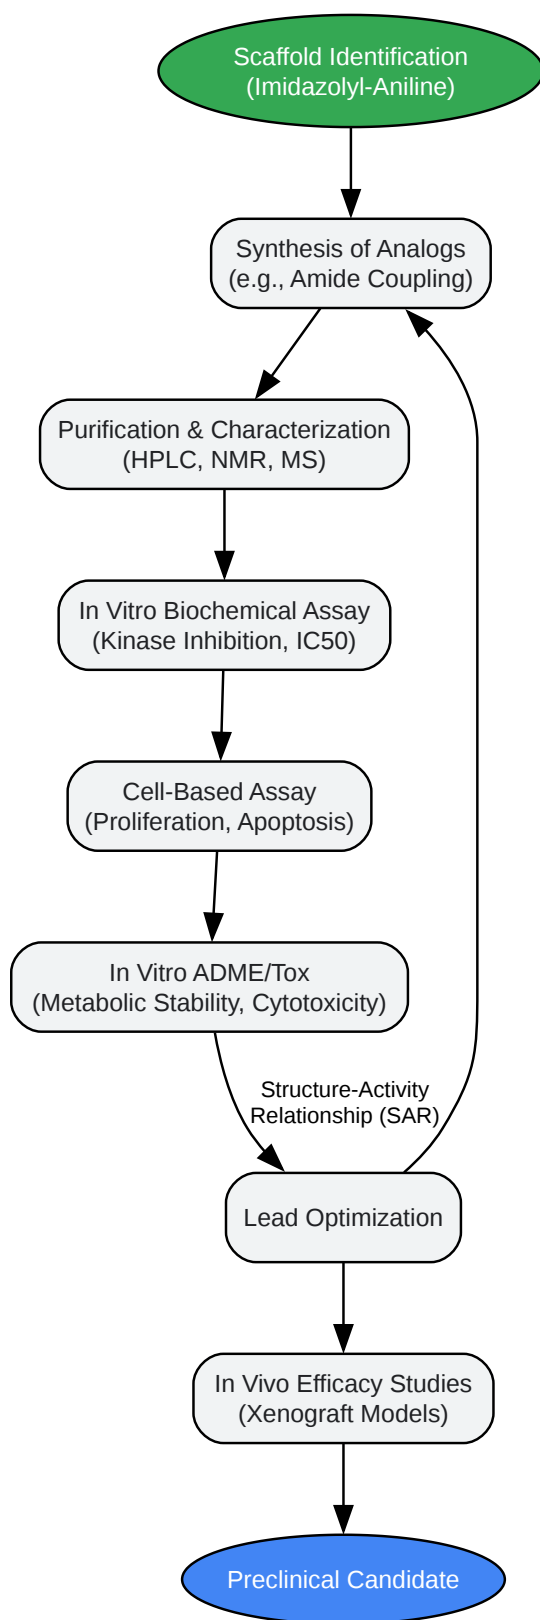 Scaffold Identification
(Imidazolyl-Aniline)
Synthesis of Analogs
(e.g., Amide Coupling)
Purification & Characterization
(HPLC, NMR, MS)
In Vitro Biochemical Assay
(Kinase Inhibition, IC50)
Cell-Based Assay
(Proliferation, Apoptosis)
In Vitro ADME/Tox
(Metabolic Stability, Cytotoxicity)
Structure-Activity
Relationship (SAR)
Lead Optimization
In Vivo Efficacy Studies
(Xenograft Models)
Preclinical Candidate